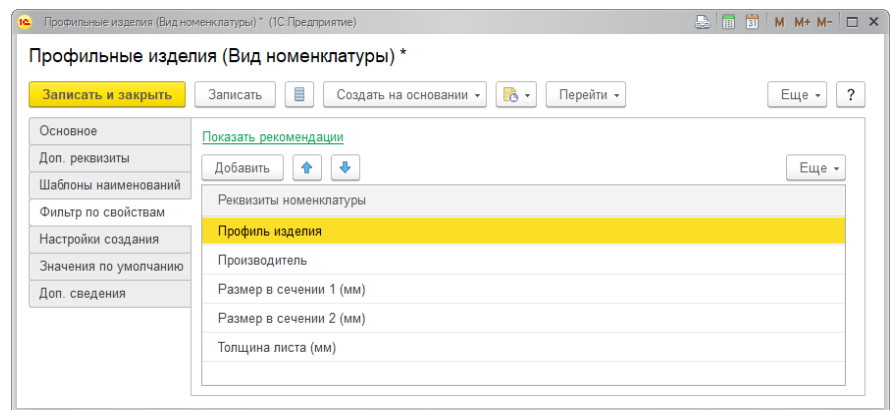 1С Профильные изделия (Вид номенклатуры) * (1С:Предприятие) M M+ M-
Профильные изделия (Вид номенклатуры) *
Записать и закрыть Записать Создать на основании Перейти Еще ?
Основное
Доп. реквизиты
Шаблоны наименований
Фильтр по свойствам
Настройки создания
Значения по умолчанию
Доп. сведения
Показать рекомендации
Добавить Еще
Реквизиты номенклатуры
Профиль изделия
Производитель
Размер в сечении 1 (мм)
Размер в сечении 2 (мм)
Толщина листа (мм)